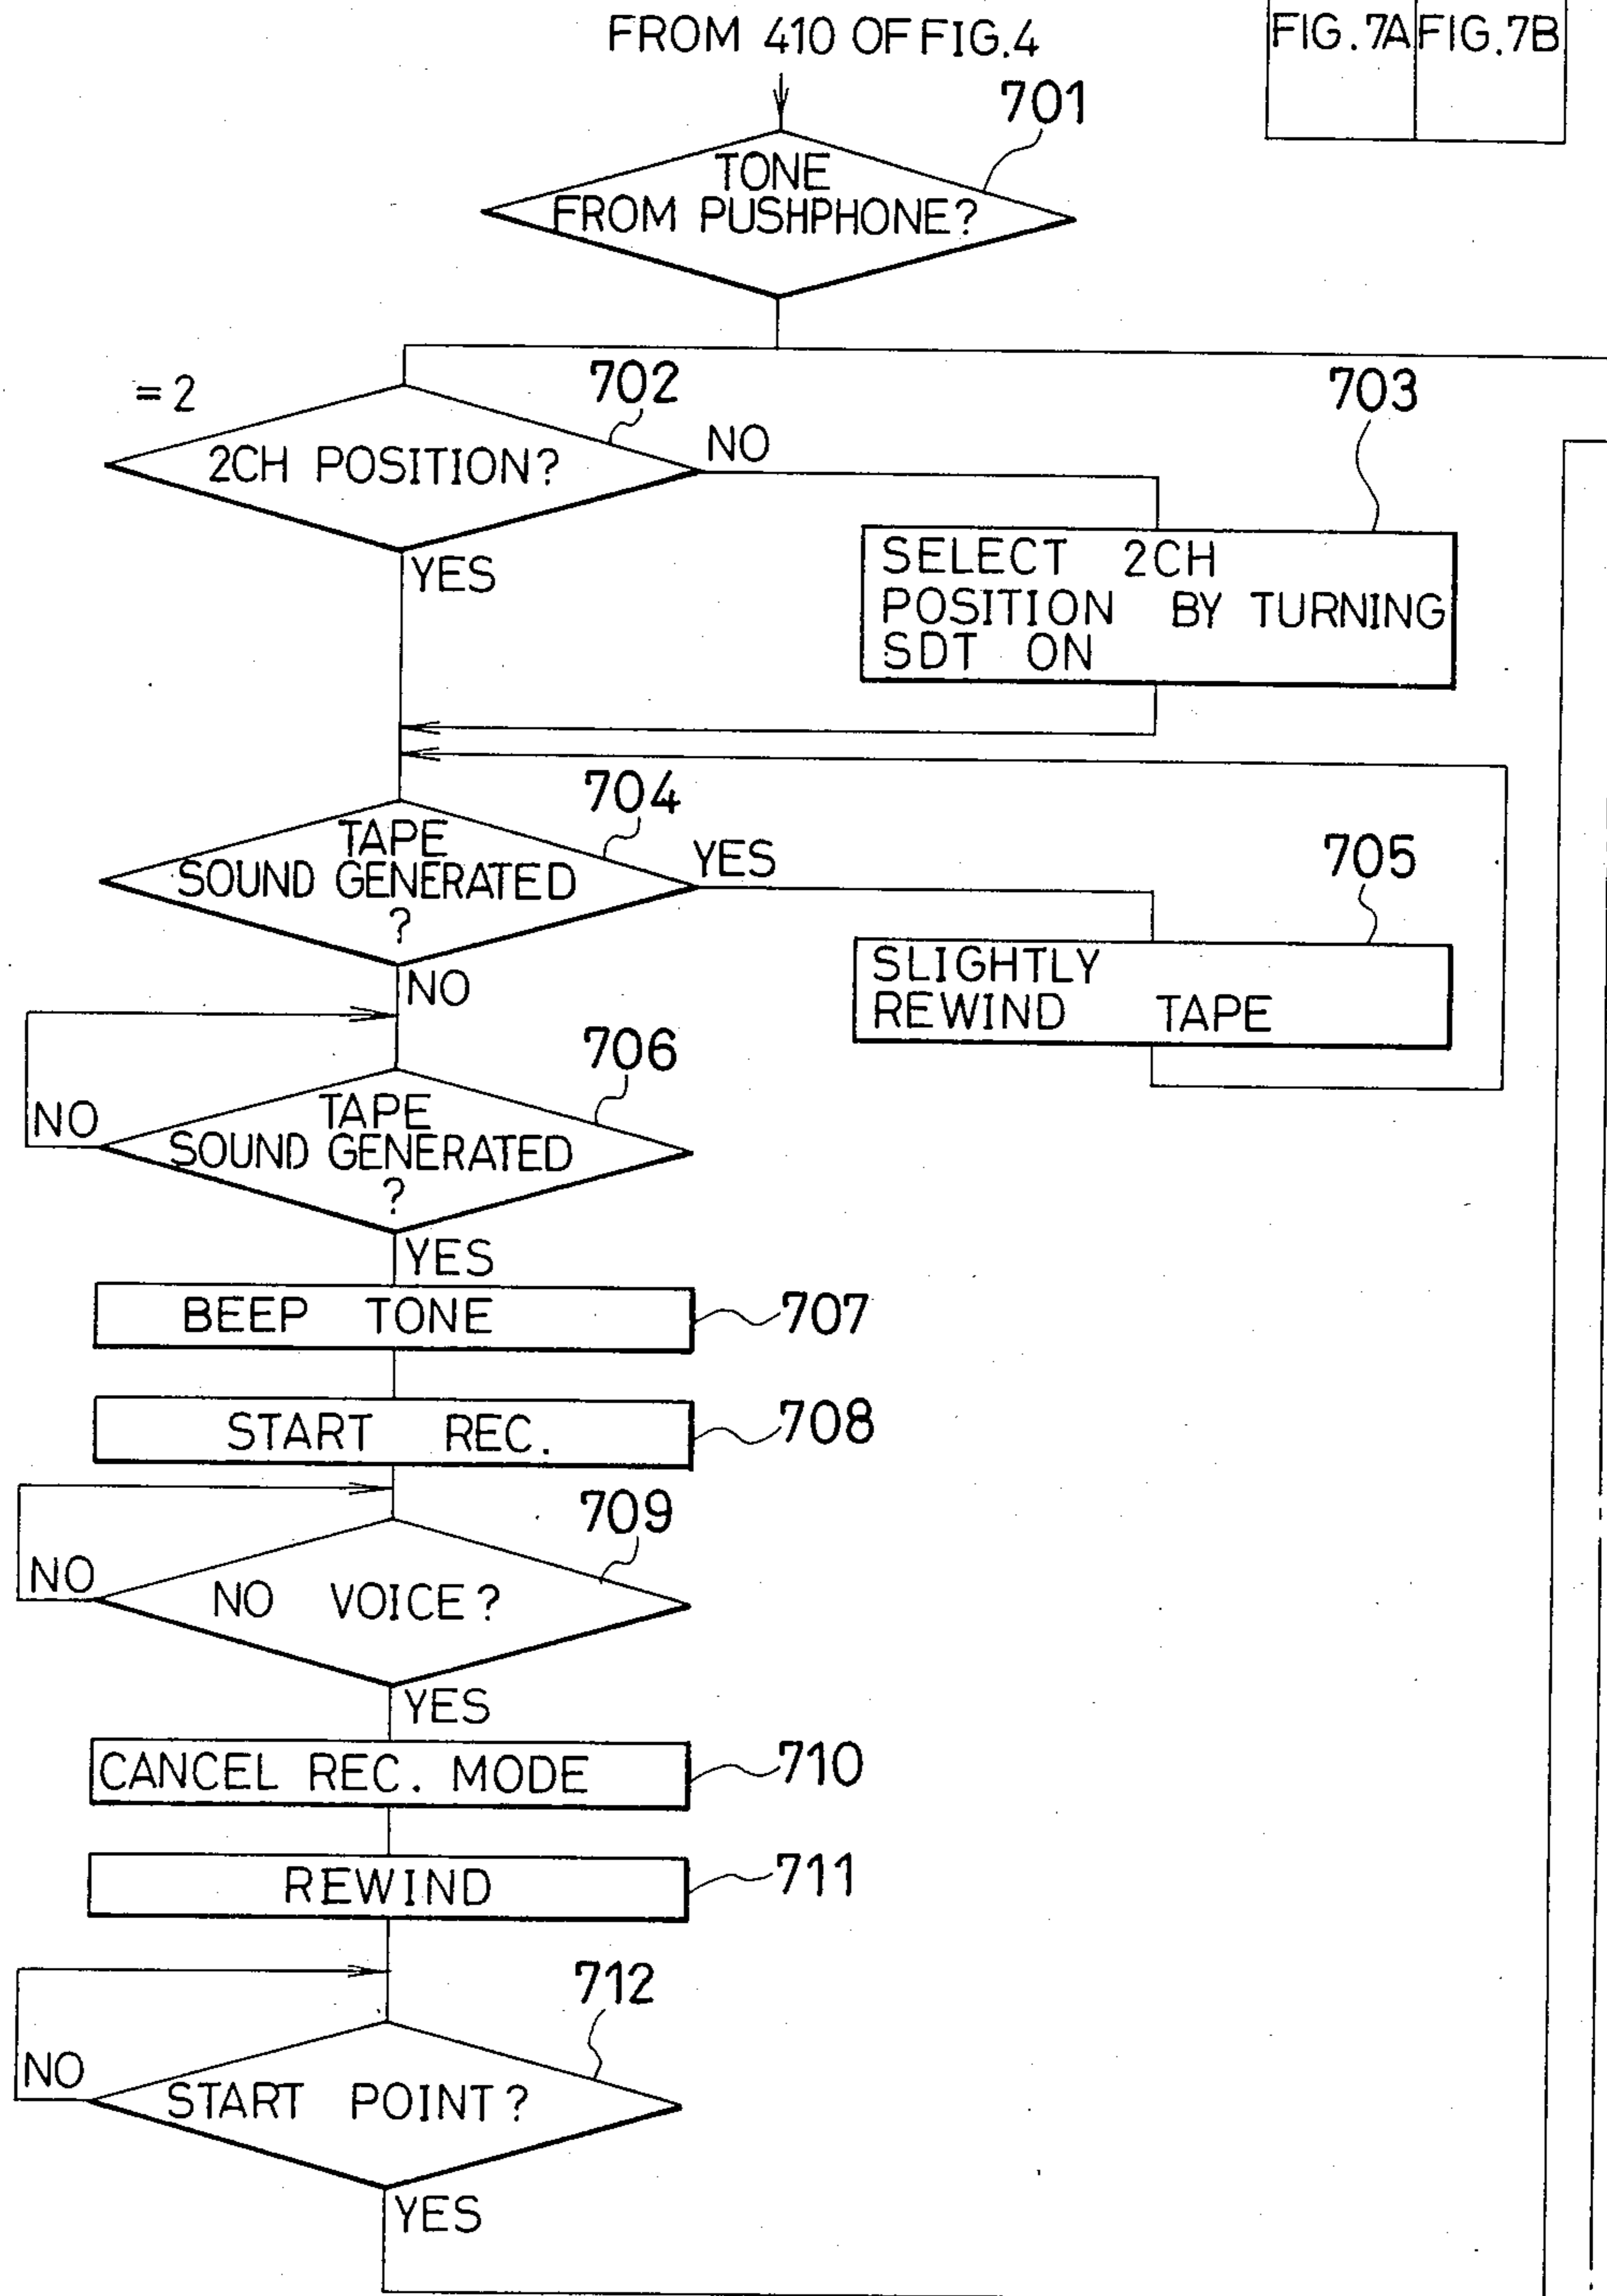 FROM 410 OF FIG.4
FIG.7A FIG.7B
701
TONE
FROM PUSHPHONE?
= 2
702
2CH POSITION?
NO
YES
703
SELECT 2CH
POSITION BY TURNING
SDT ON
704
TAPE
SOUND GENERATED
?
YES
NO
705
SLIGHTLY
REWIND TAPE
706
TAPE
SOUND GENERATED
?
NO
YES
BEEP TONE
707
START REC.
708
709
NO VOICE?
NO
YES
CANCEL REC. MODE
710
REWIND
711
712
START POINT?
NO
YES